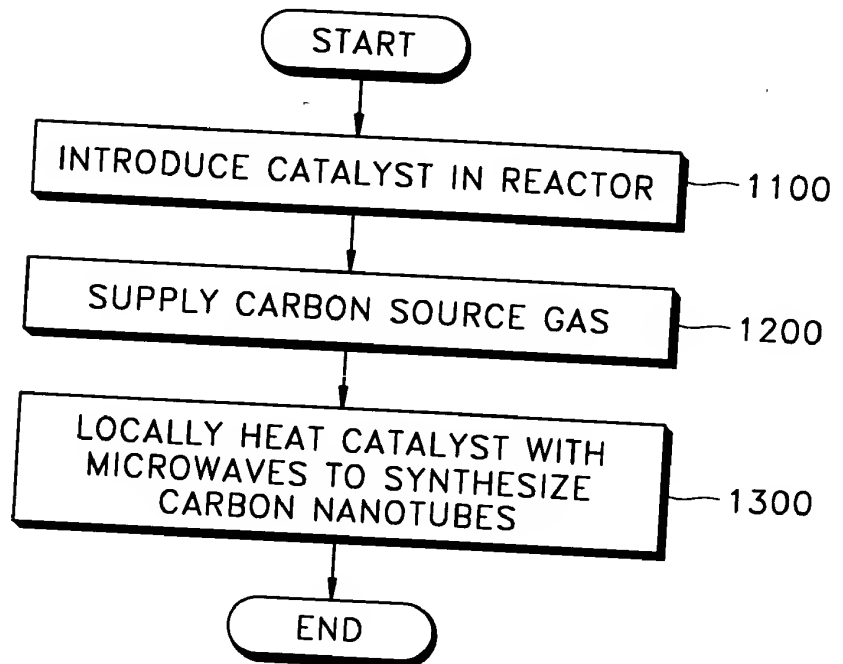 START
INTRODUCE CATALYST IN REACTOR
1100
SUPPLY CARBON SOURCE GAS
1200
LOCALLY HEAT CATALYST WITH
MICROWAVES TO SYNTHESIZE
CARBON NANOTUBES
1300
END